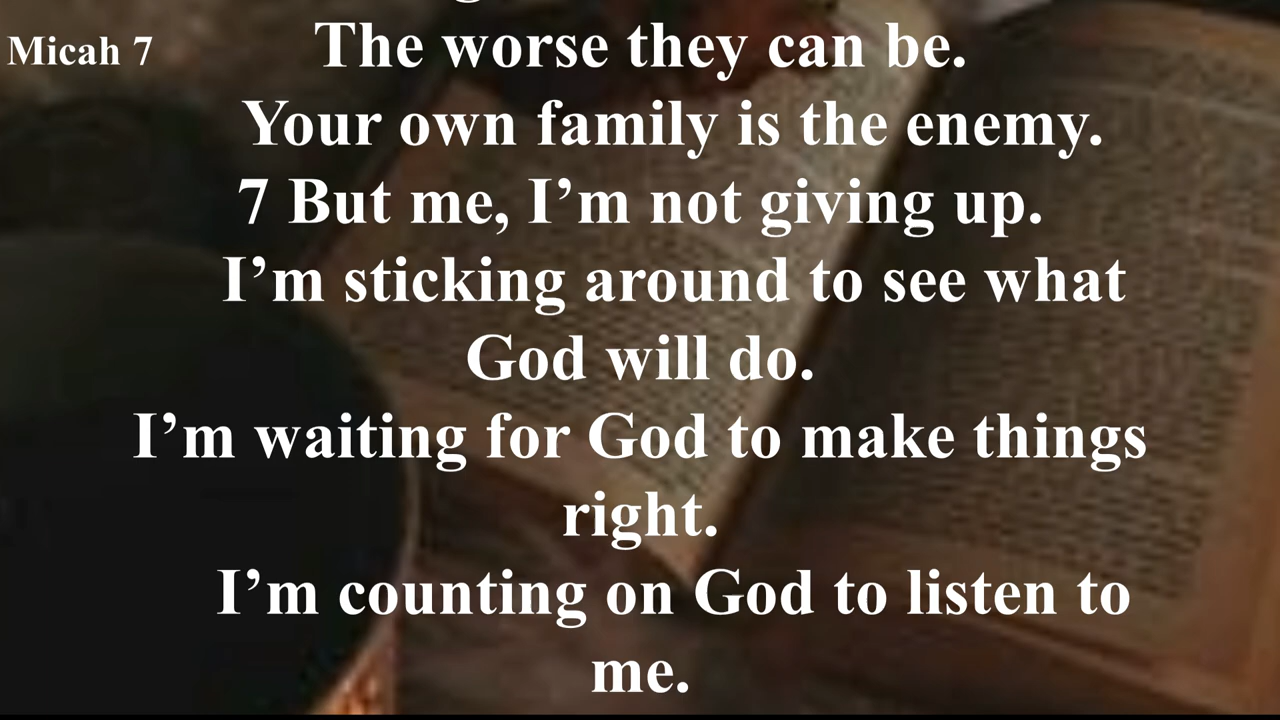 Micah 7
The worse they can be.
Your own family is the enemy.
7 But me, I’m not giving up.
I’m sticking around to see what
God will do.
I’m waiting for God to make things
right.
I’m counting on God to listen to
me.